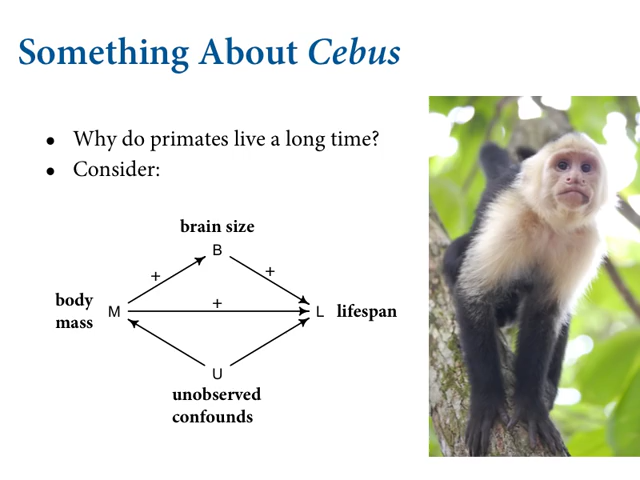 Something About Cebus
• Why do primates live a long time?
• Consider:
brain size
B
+
+
body
mass
M
+
L
lifespan
U
unobserved
confounds